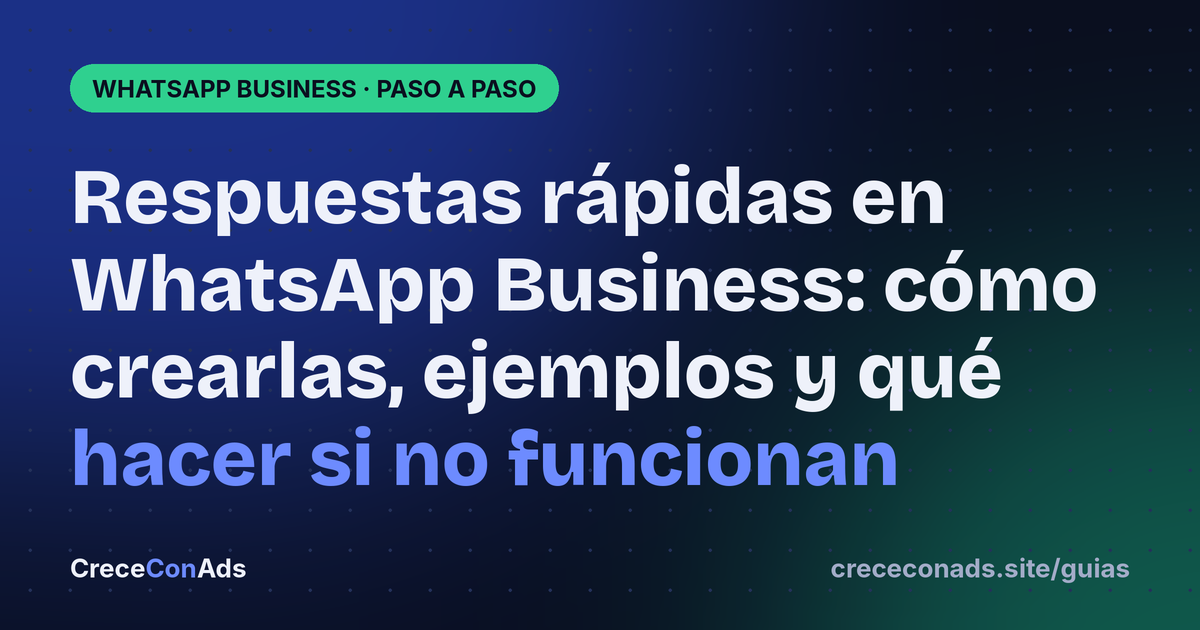 WHATSAPP BUSINESS · PASO A PASO
Respuestas rápidas en
WhatsApp Business: cómo
crearlas, ejemplos y qué
hacer si no funcionan
CreceConAds
crececonads.site/guias